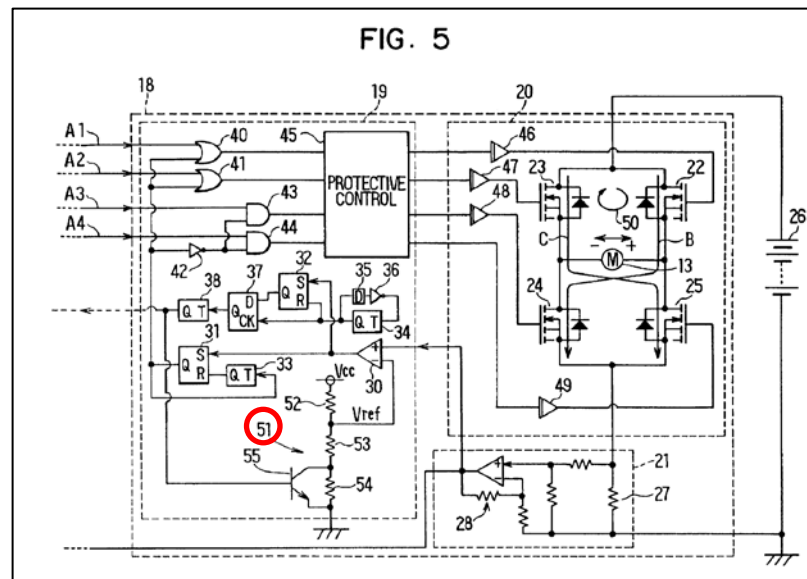 FIG. 5
18
19
20
A1
40
45
46
A2
41
47
23
22
A3
43
PROTECTIVE
CONTROL
48
50
26
A4
44
C
- +
B
42
M
13
38
37
32
35
36
24
25
Q T
D
Q
CK
S
Q
R
D
Q T
34
31
S
Q
R
33
Q T
+
-
30
49
Vcc
52
Vref
51
53
55
54
+
-
21
28
27